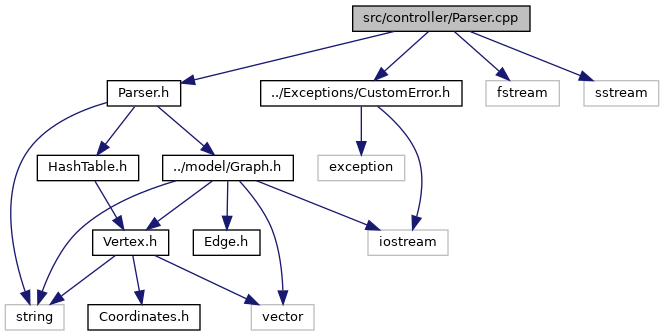 src/controller/Parser.cpp
Parser.h
../Exceptions/CustomError.h
fstream
sstream
HashTable.h
../model/Graph.h
exception
Vertex.h
Edge.h
iostream
string
Coordinates.h
vector